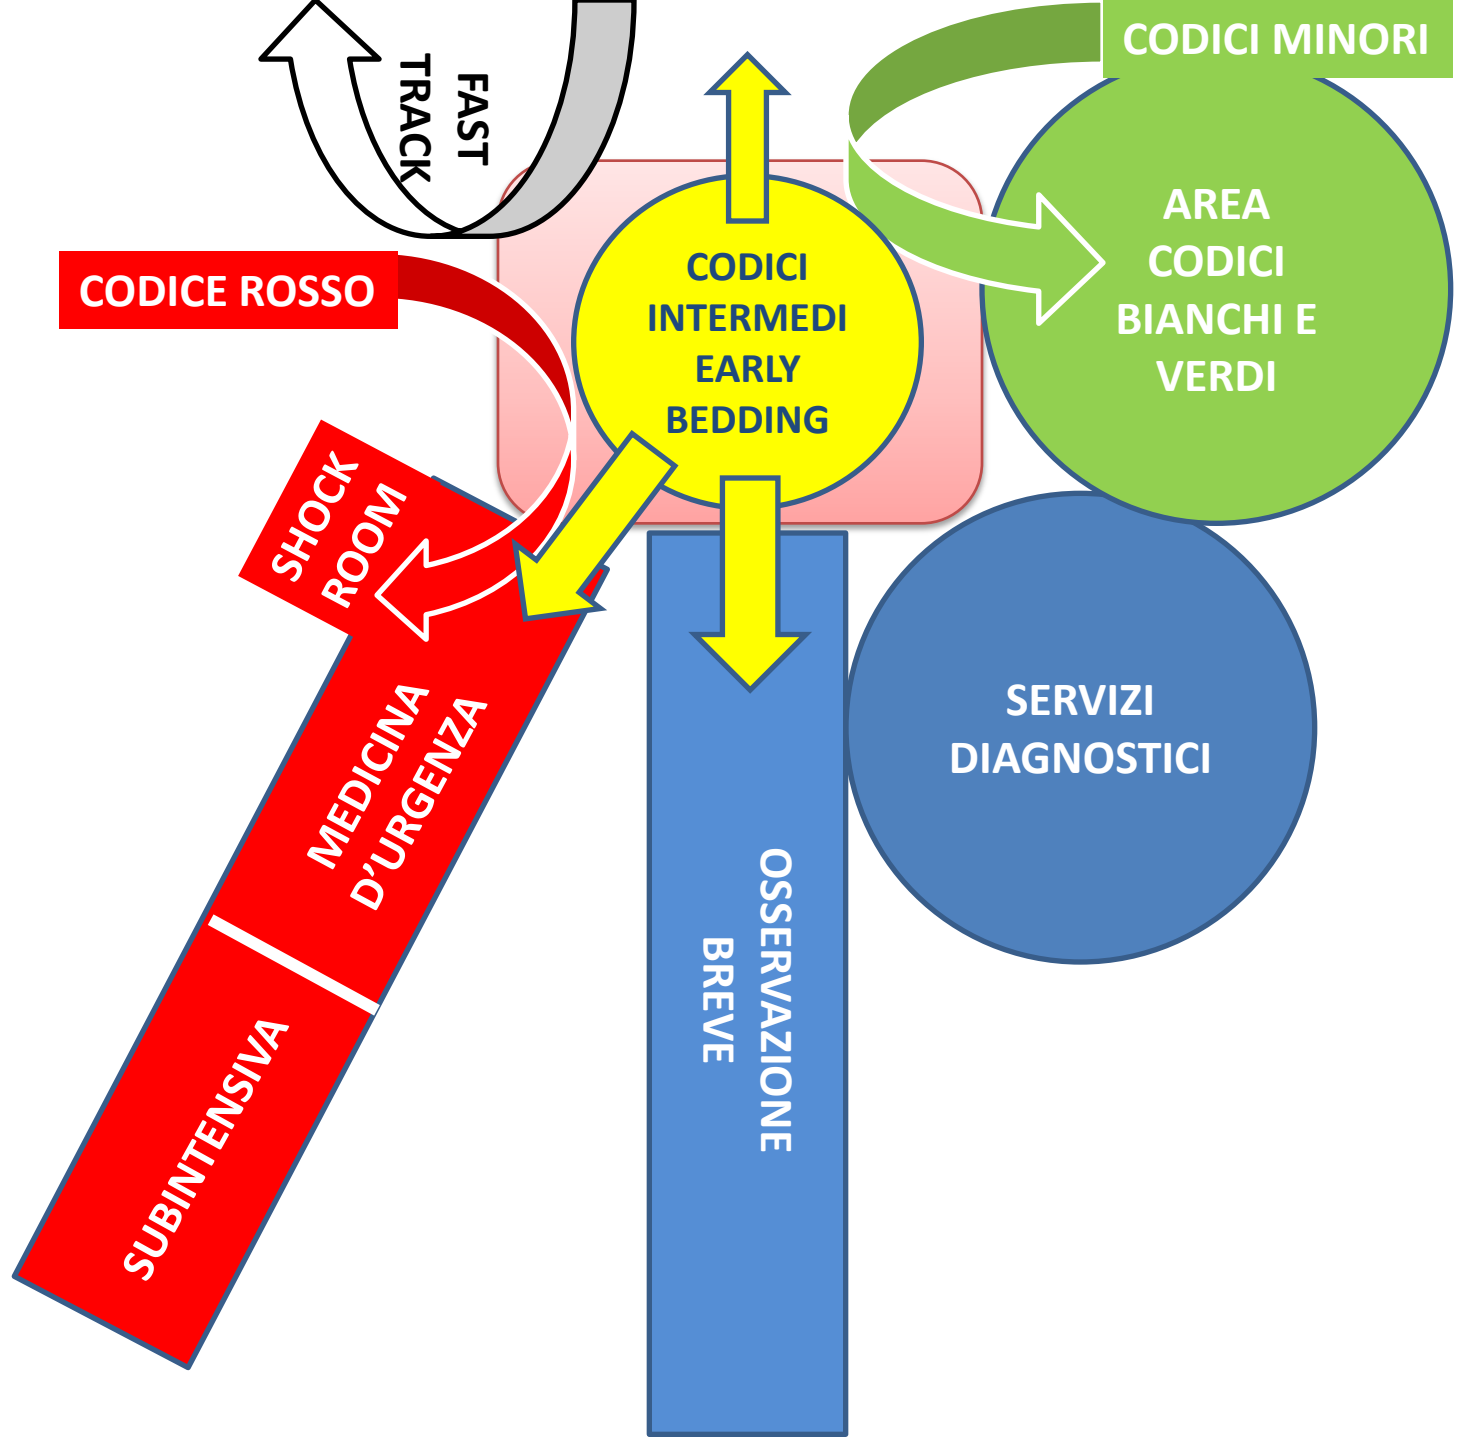 CODICI MINORI
FAST
TRACK
AREA
CODICI
BIANCHI E
VERDI
CODICE ROSSO
CODICI
INTERMEDI
EARLY
BEDDING
SHOCK
ROOM
MEDICINA
D’URGENZA
SUBINTENSIVA
OSSERVAZIONE
BREVE
SERVIZI
DIAGNOSTICI